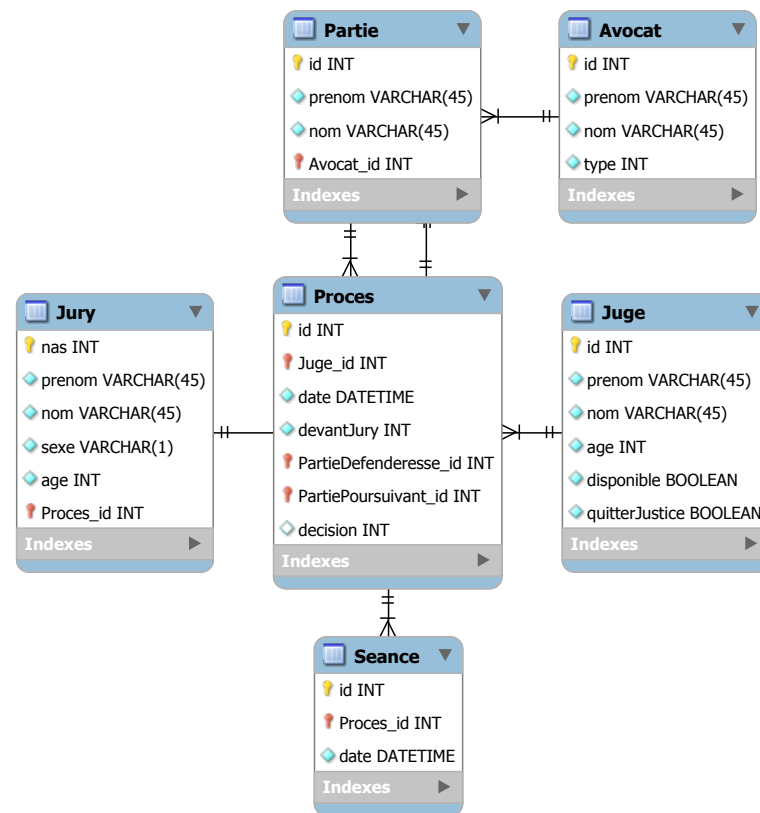 Partie
id INT
prenom VARCHAR(45)
nom VARCHAR(45)
Avocat_id INT
Indexes
Avocat
id INT
prenom VARCHAR(45)
nom VARCHAR(45)
type INT
Indexes
Jury
nas INT
prenom VARCHAR(45)
nom VARCHAR(45)
sexe VARCHAR(1)
age INT
Proces_id INT
Indexes
Proces
id INT
Juge_id INT
date DATETIME
devantJury INT
PartieDefenderesse_id INT
PartiePoursuivant_id INT
decision INT
Indexes
Juge
id INT
prenom VARCHAR(45)
nom VARCHAR(45)
age INT
disponible BOOLEAN
quitterJustice BOOLEAN
Indexes
Seance
id INT
Proces_id INT
date DATETIME
Indexes